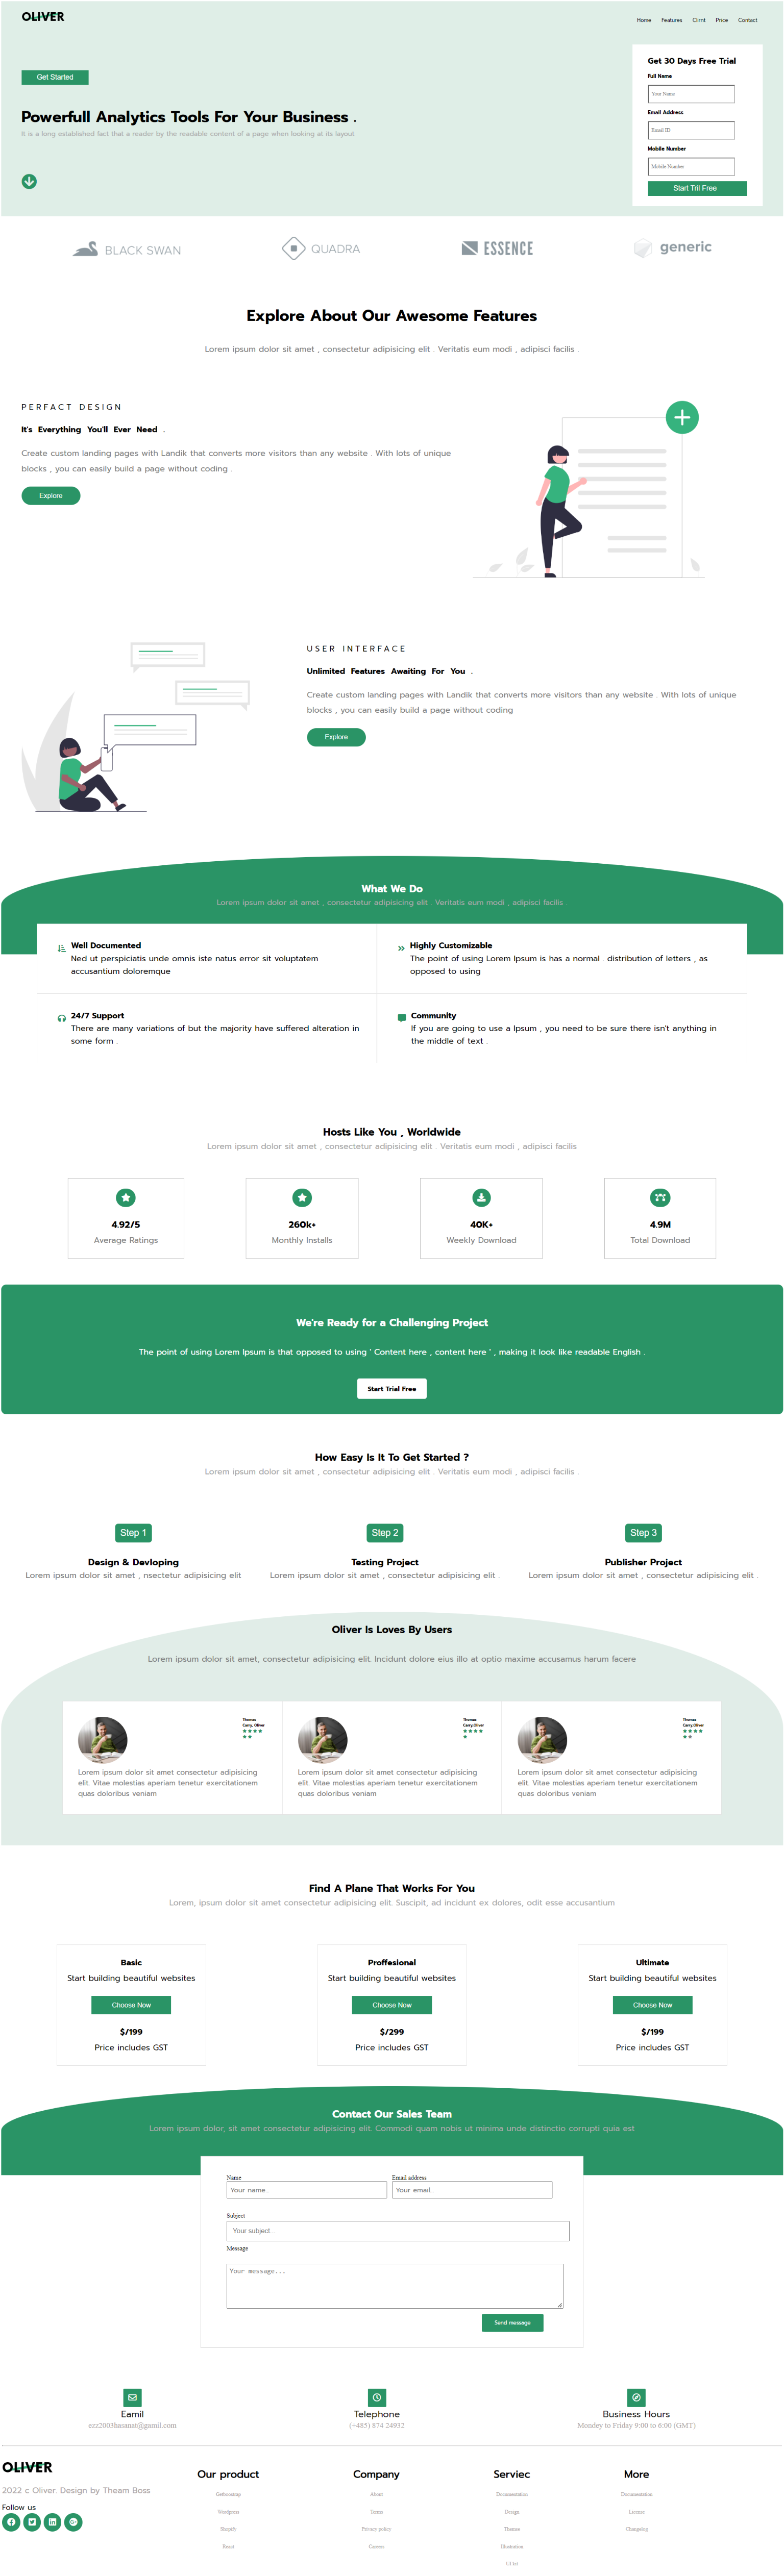 OLIVER
Home Features Clirnt Price Contact
Get Started
Powerfull Analytics Tools For Your Business .
It is a long established fact that a reader by the readable content of a page when looking at its layout
Get 30 Days Free Trial
Full Name
Your Name
Email Address
Email ID
Mobile Number
Mobile Number
Start Tril Free
BLACK SWAN
QUADRA
ESSENCE
generic
Explore About Our Awesome Features
Lorem ipsum dolor sit amet , consectetur adipisicing elit . Veritatis eum modi , adipisci facilis .
PERFACT DESIGN
It's Everything You'll Ever Need .
Create custom landing pages with Landik that converts more visitors than any website . With lots of unique
blocks , you can easily build a page without coding .
Explore
USER INTERFACE
Unlimited Features Awaiting For You .
Create custom landing pages with Landik that converts more visitors than any website . With lots of unique
blocks , you can easily build a page without coding
Explore
What We Do
Lorem ipsum dolor sit amet , consectetur adipisicing elit . Veritatis eum modi , adipisci facilis
Well Documented
Ned ut perspiciatis unde omnis iste natus error sit voluptatem
accusantium doloremque
Highly Customizable
The point of using Lorem Ipsum is has a normal . distribution of letters , as
opposed to using
24/7 Support
There are many variations of but the majority have suffered alteration in
some form .
Community
If you are going to use a Ipsum , you need to be sure there isn't anything in
the middle of text .
Hosts Like You , Worldwide
Lorem ipsum dolor sit amet , consectetur adipisicing elit . Veritatis eum modi , adipisci facilis
4.92/5
Average Ratings
260k+
Monthly Installs
40K+
Weekly Download
4.9M
Total Download
We're Ready for a Challenging Project
The point of using Lorem Ipsum is that opposed to using ' Content here , content here ' , making it look like readable English .
Start Trial Free
How Easy Is It To Get Started ?
Lorem ipsum dolor sit amet , consectetur adipisicing elit . Veritatis eum modi , adipisci facilis .
Step 1
Design & Devloping
Lorem ipsum dolor sit amet , nsectetur adipisicing elit
Step 2
Testing Project
Lorem ipsum dolor sit amet , consectetur adipisicing elit .
Step 3
Publisher Project
Lorem ipsum dolor sit amet , consectetur adipisicing elit .
Oliver Is Loves By Users
Lorem ipsum dolor sit amet, consectetur adipisicing elit. Incidunt dolore eius illo at optio maxime accusamus harum facere
Thomas
Carry, Oliver
Lorem ipsum dolor sit amet consectetur adipisicing
elit. Vitae molestias aperiam tenetur exercitationem
quas doloribus veniam
Thomas
Carry,Oliver
Lorem ipsum dolor sit amet consectetur adipisicing
elit. Vitae molestias aperiam tenetur exercitationem
quas doloribus veniam
Thomas
Carry,Oliver
Lorem ipsum dolor sit amet consectetur adipisicing
elit. Vitae molestias aperiam tenetur exercitationem
quas doloribus veniam
Find A Plane That Works For You
Lorem, ipsum dolor sit amet consectetur adipisicing elit. Suscipit, ad incidunt ex dolores, odit esse accusantium
Basic
Start building beautiful websites
Choose Now
$/199
Price includes GST
Proffesional
Start building beautiful websites
Choose Now
$/299
Price includes GST
Ultimate
Start building beautiful websites
Choose Now
$/199
Price includes GST
Contact Our Sales Team
Lorem ipsum dolor, sit amet consectetur adipisicing elit. Commodi quam nobis ut minima unde distinctio corrupti quia est
Name
Your name..
Email address
Your email..
Subject
Your subject...
Message
Your message...
Send message
Eamil
ezz2003hasanat@gamil.com
Telephone
(+485) 874 24932
Business Hours
Mondey to Friday 9:00 to 6:00 (GMT)
OLIVER
2022 c Oliver. Design by Theam Boss
Follow us
Our product
Getbootstap
Wordperss
Shopify
React
Company
About
Terms
Privacy policy
Careers
Serviec
Documentation
Design
Themes
Illustration
UI kit
More
Documentation
License
Changelog